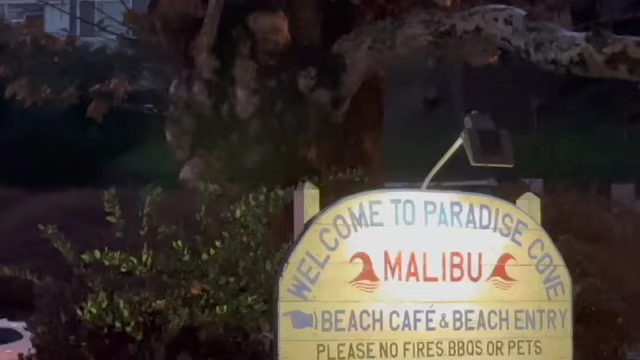 WELCOME TO PARADISE COVE
MALIBU
BEACH CAFÉ & BEACH ENTRY
PLEASE NO FIRES BBQS OR PETS